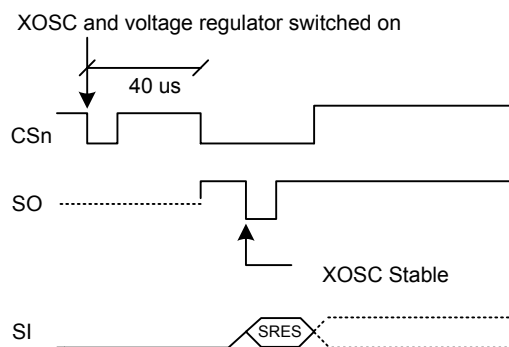 XOSC and voltage regulator switched on
40 us
CSn
SO
XOSC Stable
SI
SRES